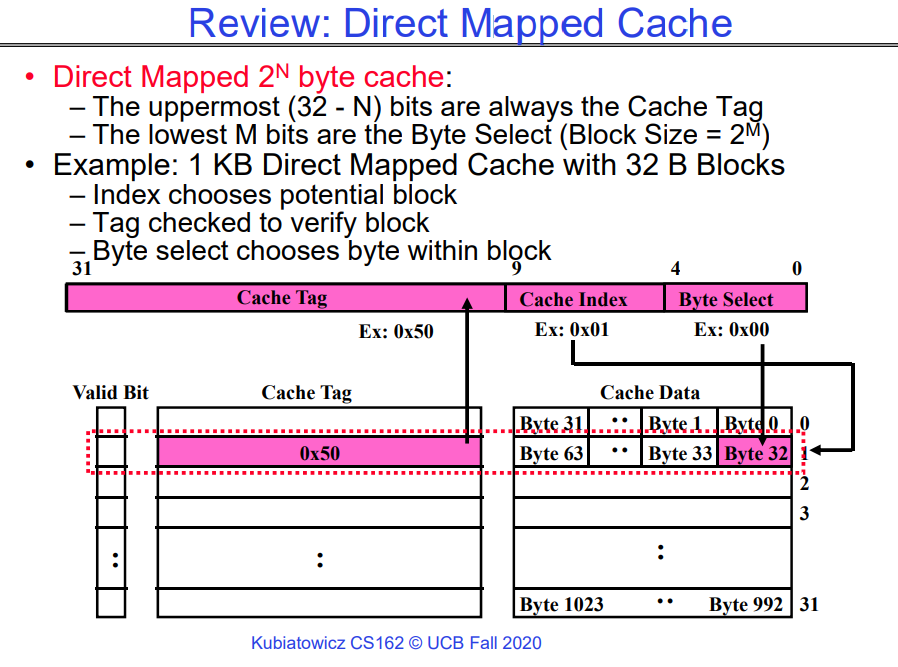 Review: Direct Mapped Cache
• Direct Mapped 2ᴺ byte cache:
– The uppermost (32 - N) bits are always the Cache Tag
– The lowest M bits are the Byte Select (Block Size = 2ᴹ)
• Example: 1 KB Direct Mapped Cache with 32 B Blocks
– Index chooses potential block
– Tag checked to verify block
– Byte select chooses byte within block
31 9 4 0
Cache Tag Cache Index Byte Select
Ex: 0x50 Ex: 0x01 Ex: 0x00
Valid Bit Cache Tag Cache Data
Byte 31 •• Byte 1 Byte 0 0
0x50 Byte 63 •• Byte 33 Byte 32 1
2
3
: : :
Byte 1023 •• Byte 992 31
Kubiatowicz CS162 © UCB Fall 2020